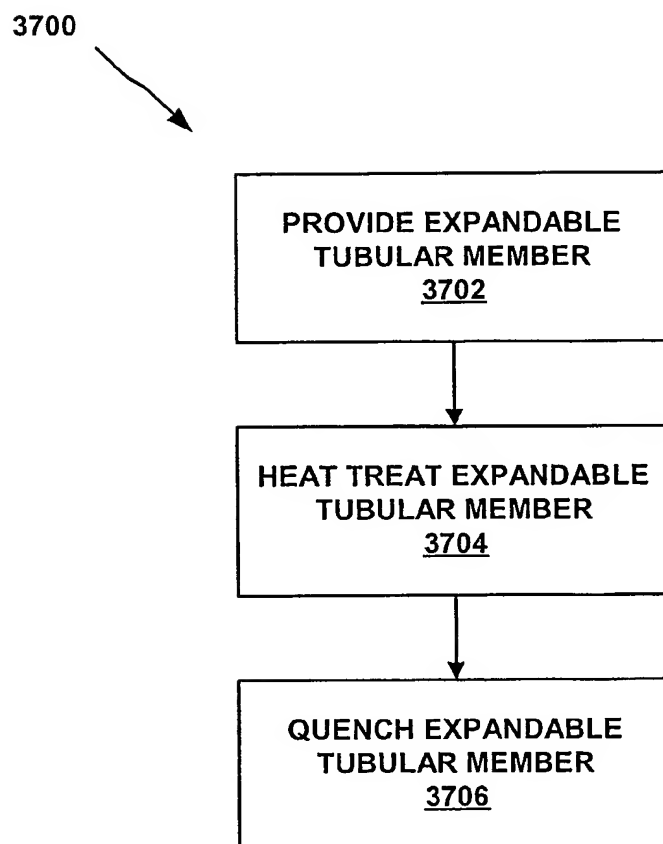 3700
PROVIDE EXPANDABLE
TUBULAR MEMBER
3702
HEAT TREAT EXPANDABLE
TUBULAR MEMBER
3704
QUENCH EXPANDABLE
TUBULAR MEMBER
3706